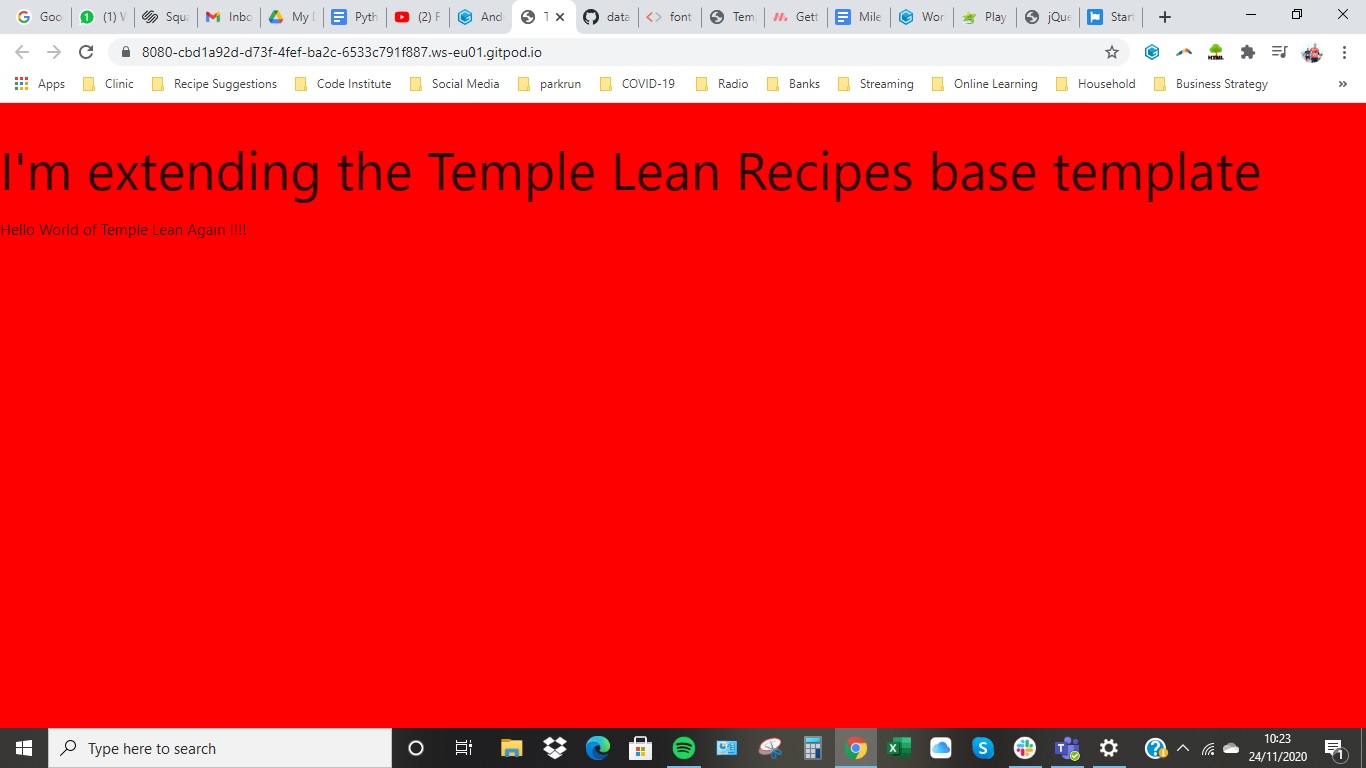 Goo
(1) W
Squa
Inbo
My D
Pyth
(2) F
And
T
data
font
Tem
Gett
Mile
Wor
Play
jQue
Start
8080-cbd1a92d-d73f-4fef-ba2c-6533c791f887.ws-eu01.gitpod.io
Apps
Clinic
Recipe Suggestions
Code Institute
Social Media
parkrun
COVID-19
Radio
Banks
Streaming
Online Learning
Household
Business Strategy
I'm extending the Temple Lean Recipes base template
Hello World of Temple Lean Again !!!!
Type here to search
10:23
24/11/2020
1